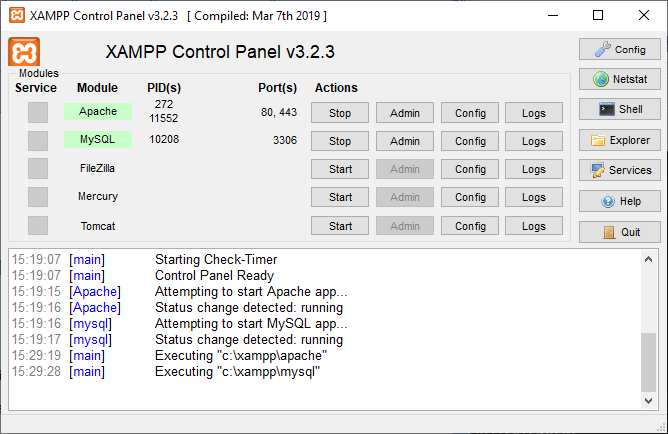 XAMPP Control Panel v3.2.3 [ Compiled: Mar 7th 2019 ]
XAMPP Control Panel v3.2.3
Config
Modules
Service Module PID(s) Port(s) Actions
Netstat
Apache 272 11552 80, 443 Stop Admin Config Logs
Shell
MySQL 10208 3306 Stop Admin Config Logs
Explorer
FileZilla Start Admin Config Logs
Services
Mercury Start Admin Config Logs
Help
Tomcat Start Admin Config Logs
Quit
15:19:07 [main] Starting Check-Timer
15:19:07 [main] Control Panel Ready
15:19:15 [Apache] Attempting to start Apache app...
15:19:16 [Apache] Status change detected: running
15:19:16 [mysql] Attempting to start MySQL app...
15:19:17 [mysql] Status change detected: running
15:29:19 [main] Executing "c:\xampp\apache"
15:29:28 [main] Executing "c:\xampp\mysql"